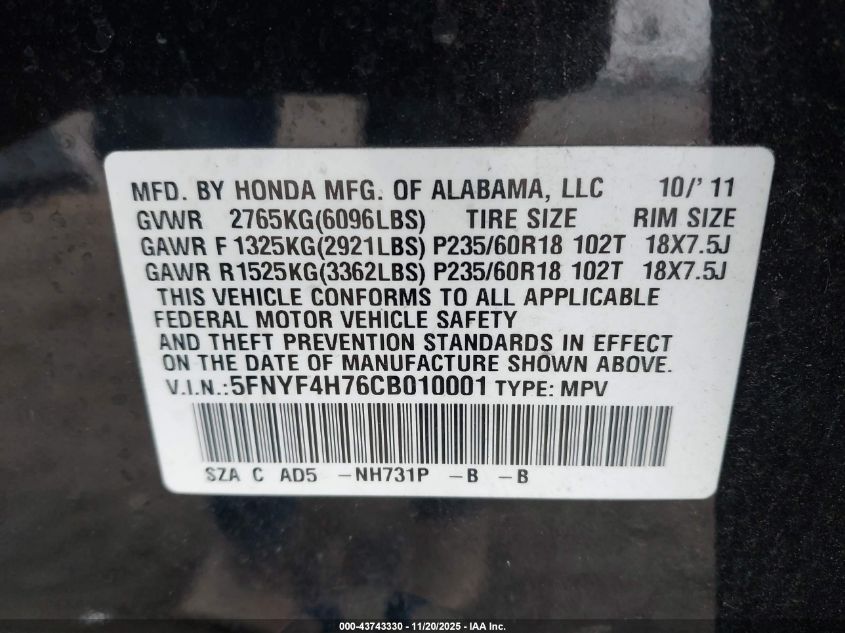 MFD. BY HONDA MFG. OF ALABAMA, LLC 10/'11
GVWR 2765KG(6096LBS) TIRE SIZE RIM SIZE
GAWR F 1325KG(2921LBS) P235/60R18 102T 18X7.5J
GAWR R1525KG(3362LBS) P235/60R18 102T 18X7.5J
THIS VEHICLE CONFORMS TO ALL APPLICABLE
FEDERAL MOTOR VEHICLE SAFETY
AND THEFT PREVENTION STANDARDS IN EFFECT
ON THE DATE OF MANUFACTURE SHOWN ABOVE.
V.I.N.:5FNYF4H76CB010001 TYPE: MPV
SZA C AD5 -NH731P -B -B
000-43743330 - 11/20/2025 - IAA Inc.